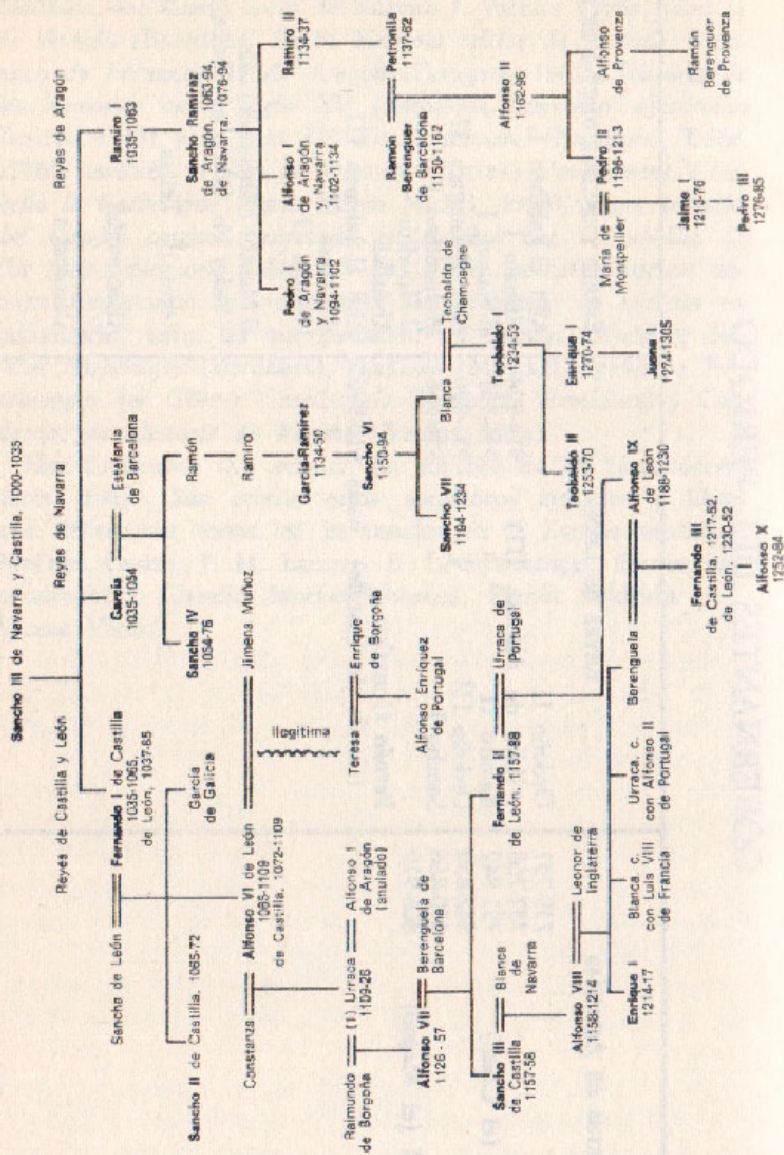 Sancho III de Navarra y Castilla, 1000-1035
Reyes de Castilla y León
Reyes de Navarra
Reyes de Aragón
Sancha de León
Fernando I de Castilla
1035-1065,
de León, 1037-65
García
1035-1054
Estefanía
de Barcelona
Ramiro I
1035-1063
Sancho II de Castilla, 1065-72
García
de Galicia
Sancho IV
1054-76
Ramón
Sancho Ramírez
de Aragón, 1063-94,
de Navarra, 1076-94
Constanza
Alfonso VI de León
1065-1109
de Castilla, 1072-1109
Jimena Muñoz
Ramiro
Pedro I
de Aragón
y Navarra
1094-1102
Alfonso I
de Aragón
y Navarra
1102-1134
Ramiro II
1134-37
ilegítima
García Ramírez
1134-50
Raimundo
de Borgoña
(1) Urraca
1109-26
Alfonso I
de Aragón
(anulado)
Teresa
Enrique
de Borgoña
Sancho VI
1150-94
Ramón
Berenguer
de Barcelona
1150-1162
Petronila
1137-62
Alfonso VII
1126-57
Berenguela de
Barcelona
Alfonso Enríquez
de Portugal
Sancho VII
1194-1234
Blanca
Teobaldo de
Champagne
Alfonso II
1162-96
Sancho III
de Castilla
1157-58
Blanca
de
Navarra
Fernando II
de León, 1157-88
Urraca de
Portugal
Teobaldo I
1234-53
María de
Montpellier
Pedro II
1196-1213
Alfonso
de Provenza
Alfonso VIII
1158-1214
Leonor de
Inglaterra
Teobaldo II
1253-70
Enrique I
1270-74
Jaime I
1213-76
Ramón
Berenguer
de Provenza
Enrique I
1214-17
Blanca c.
con Luis VIII
de Francia
Urraca, c.
con Alfonso II
de Portugal
Berenguela
Alfonso IX
de León
1188-1230
Juana I
1274-1305
Pedro III
1276-85
Fernando III
de Castilla, 1217-52
de León, 1230-52
Alfonso X
1252-84